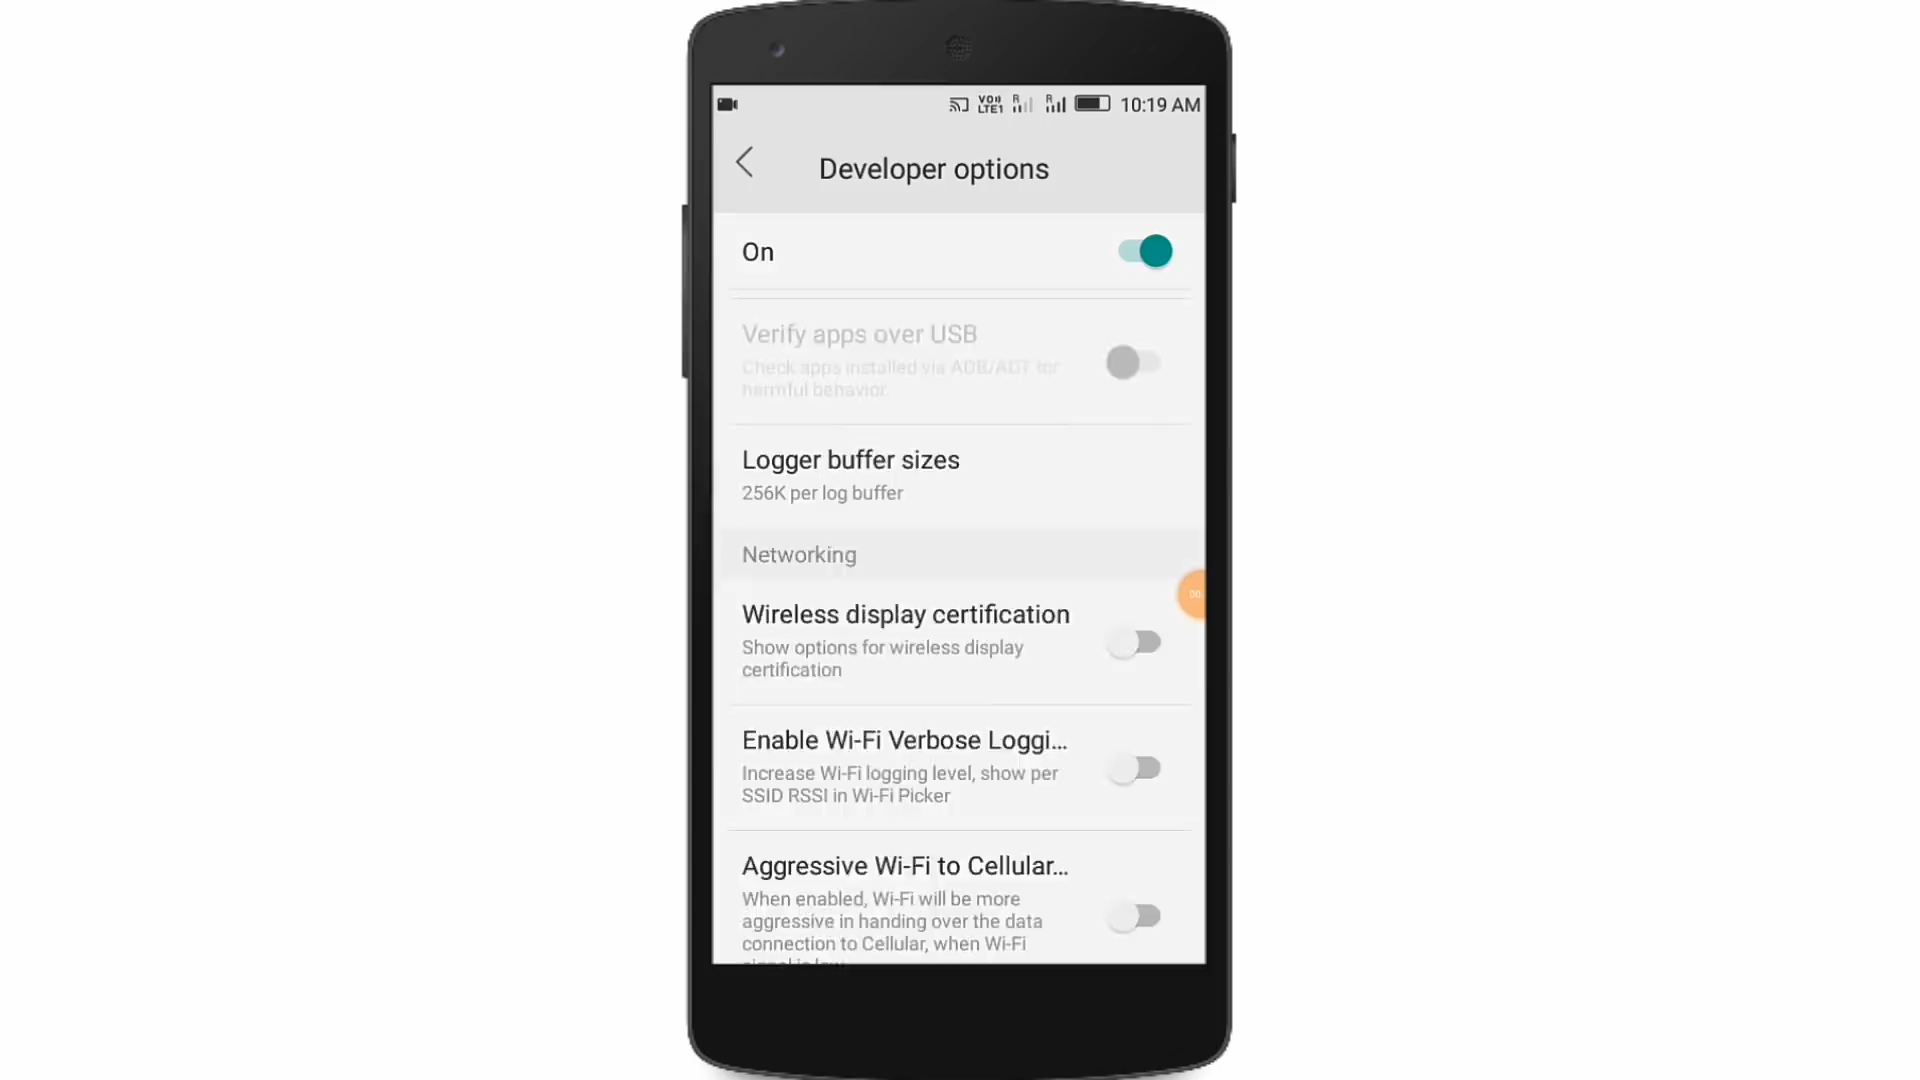 VO
LTE1
R
R
10:19 AM
Developer options
On
Verify apps over USB
Check apps installed via ADB/ADT for
harmful behavior.
Logger buffer sizes
256K per log buffer
Networking
00
Wireless display certification
Show options for wireless display
certification
Enable Wi-Fi Verbose Loggi...
Increase Wi-Fi logging level, show per
SSID RSSI in Wi-Fi Picker
Aggressive Wi-Fi to Cellular...
When enabled, Wi-Fi will be more
aggressive in handing over the data
connection to Cellular, when Wi-Fi